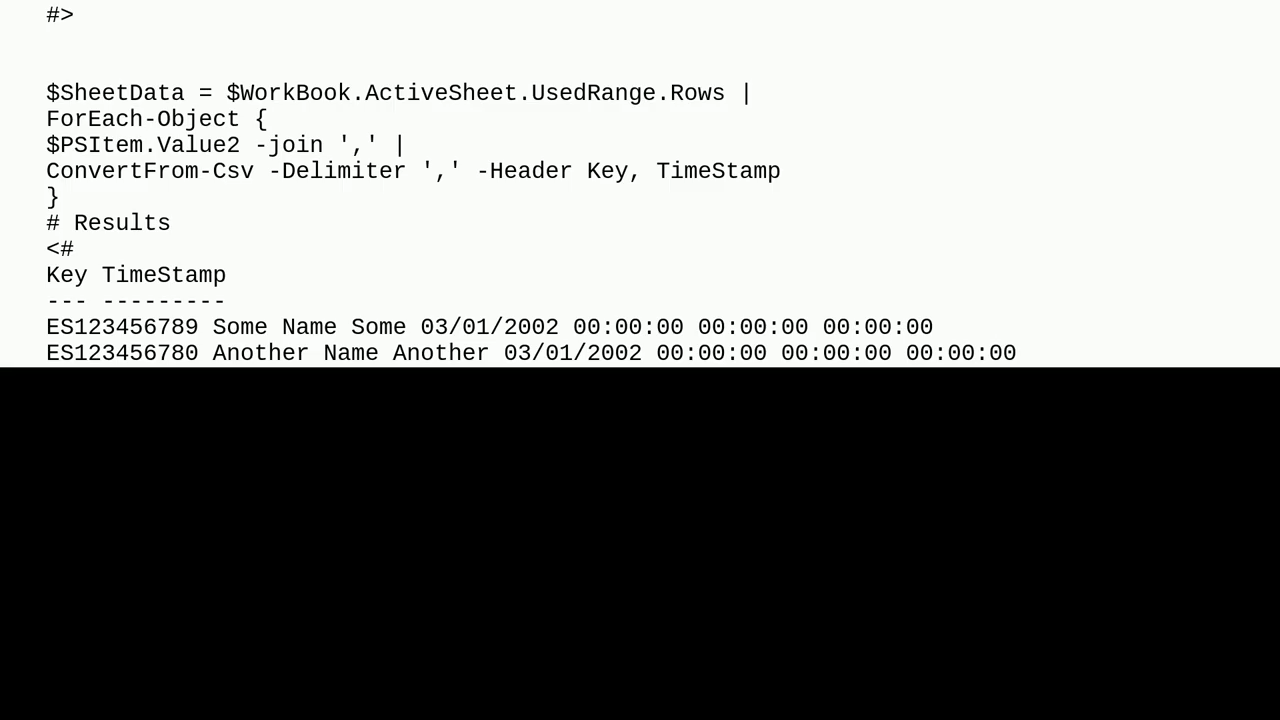 #>
$SheetData = $WorkBook.ActiveSheet.UsedRange.Rows |
ForEach-Object {
$PSItem.Value2 -join ',' |
ConvertFrom-Csv -Delimiter ',' -Header Key, TimeStamp
}
# Results
<#
Key TimeStamp
--- ---------
ES123456789 Some Name Some 03/01/2002 00:00:00 00:00:00 00:00:00
ES123456780 Another Name Another 03/01/2002 00:00:00 00:00:00 00:00:00